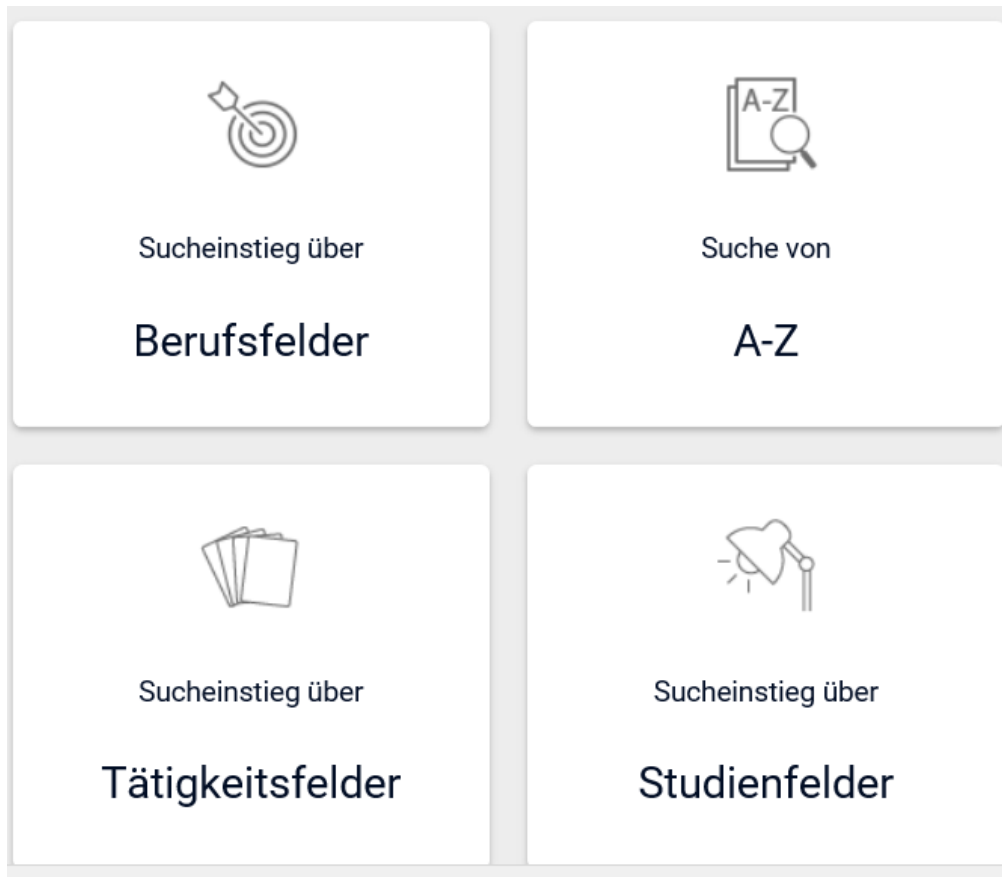 Sucheinstieg über
Berufsfelder
A-Z
Suche von
A-Z
Sucheinstieg über
Tätigkeitsfelder
Sucheinstieg über
Studienfelder